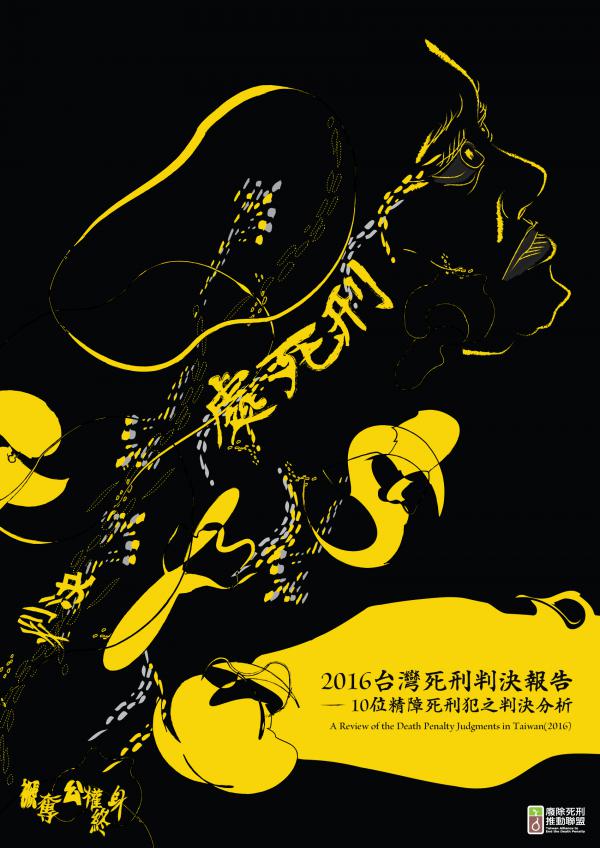 處死刑
判決
2016台灣死刑判決報告
— 10位精障死刑犯之判決分析
A Review of the Death Penalty Judgments in Taiwan(2016)
褫奪公權終身
廢除死刑
推動聯盟
Taiwan Alliance to
End the Death Penalty